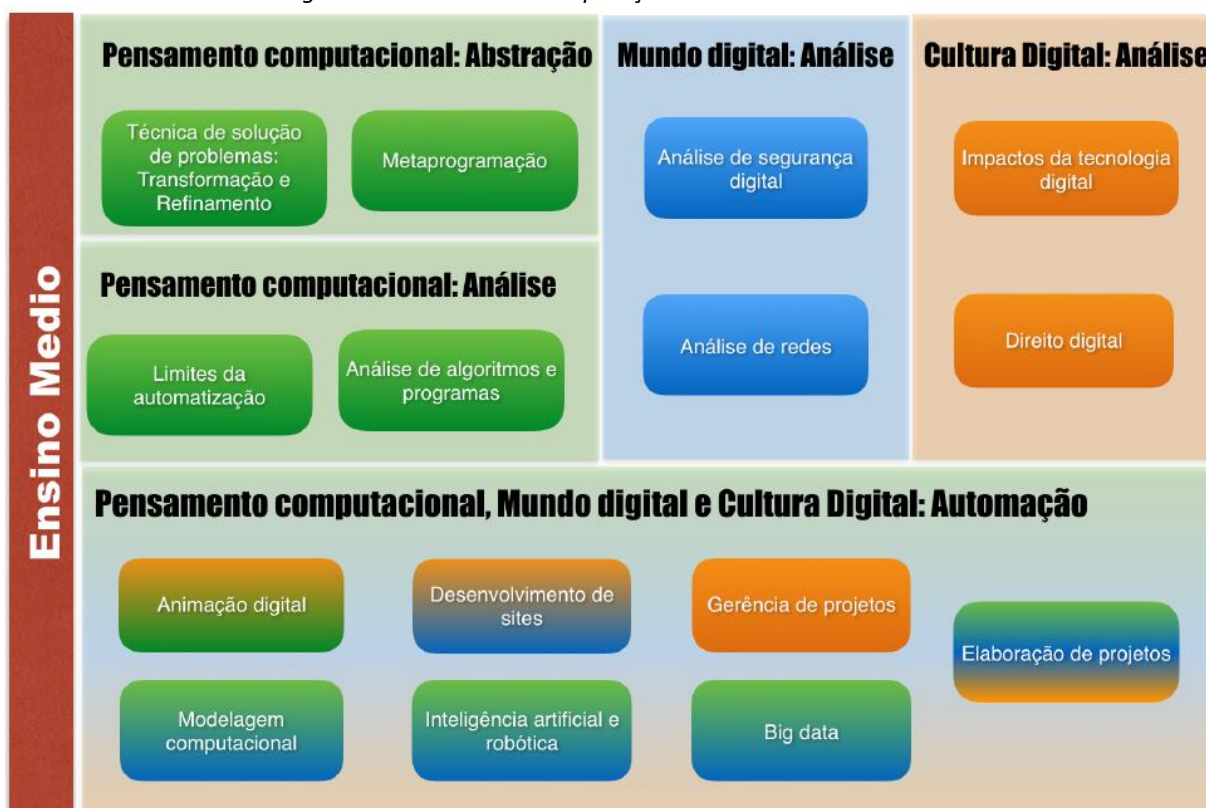 Pensamento computacional: Abstração
Técnica de solução
de problemas:
Transformação e
Refinamento
Metaprogramação
Mundo digital: Análise
Análise de segurança
digital
Análise de redes
Cultura Digital: Análise
Impactos da tecnologia
digital
Direito digital
Ensino Medio
Pensamento computacional: Análise
Limites da
automatização
Análise de algoritmos e
programas
Pensamento computacional, Mundo digital e Cultura Digital: Automação
Animação digital
Desenvolvimento de
sites
Gerência de projetos
Elaboração de projetos
Modelagem
computacional
Inteligência artificial e
robótica
Big data